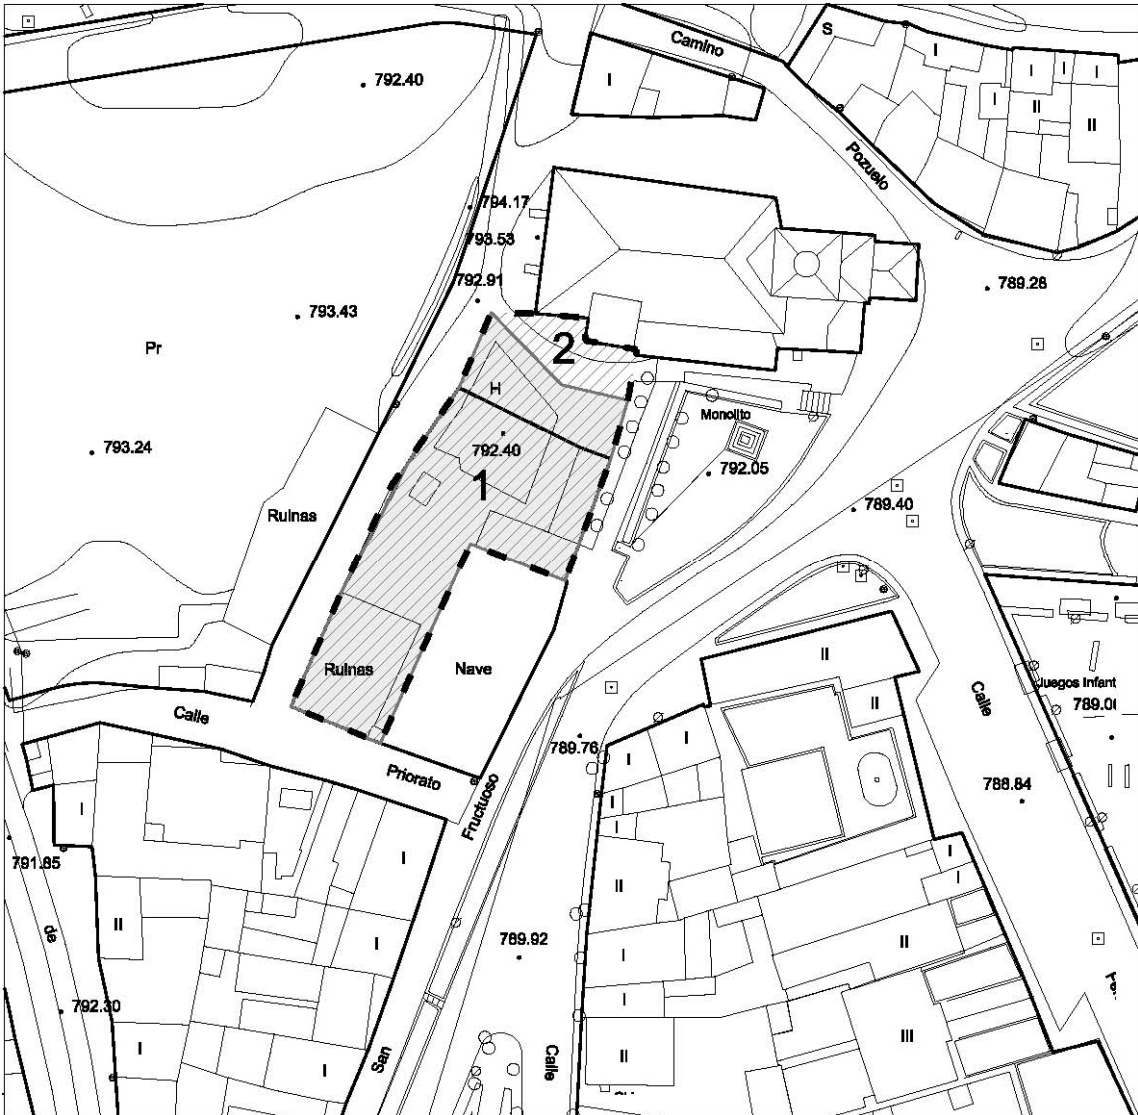 Camino
S
I
I
I
I
I
792.40
I
II
II
Pozuelo
794.17
793.53
792.91
789.28
793.43
Pr
2
H
Monolito
793.24
792.40
792.05
1
789.40
Ruinas
II
Ruinas
Nave
Calle
Juegos Infant
II
789.0
Calle
789.76
I
I
Priorato
788.84
I
I
Fructuoso
I
I
791.85
I
I
II
II
de
I
789.92
I
II
792.30
I
III
I
I
San
Calle
II